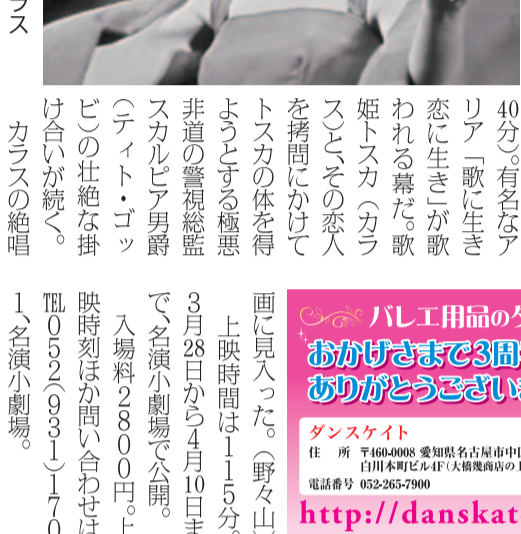 40分)。有名なア
リア「歌に生き
恋に生き」が歌
われる幕だ。歌
姫トスカ(カラ
ス)と、その恋人
を拷問にかけて
トスカの体を得
ようとする極悪
非道の警視総監
スカルピア男爵
(ティト・ゴッ
ビ)の壮絶な掛
け合いが続く。
カラスの絶唱
ラス
画に見入った。(野々山)
上映時間は115分。
3月28日から4月10日ま
で、名演小劇場で公開。
入場料2800円。上
映時刻ほか問い合わせは
℡052(931)170
1、名演小劇場。
バレエ用品の
おかげさまで3周
ありがとうござい
ダンスケイト
住 所 〒460-0008 愛知県名古屋市中
白川本町ビル4F(大橋幾商店の
電話番号 052-265-7900
http://danskat